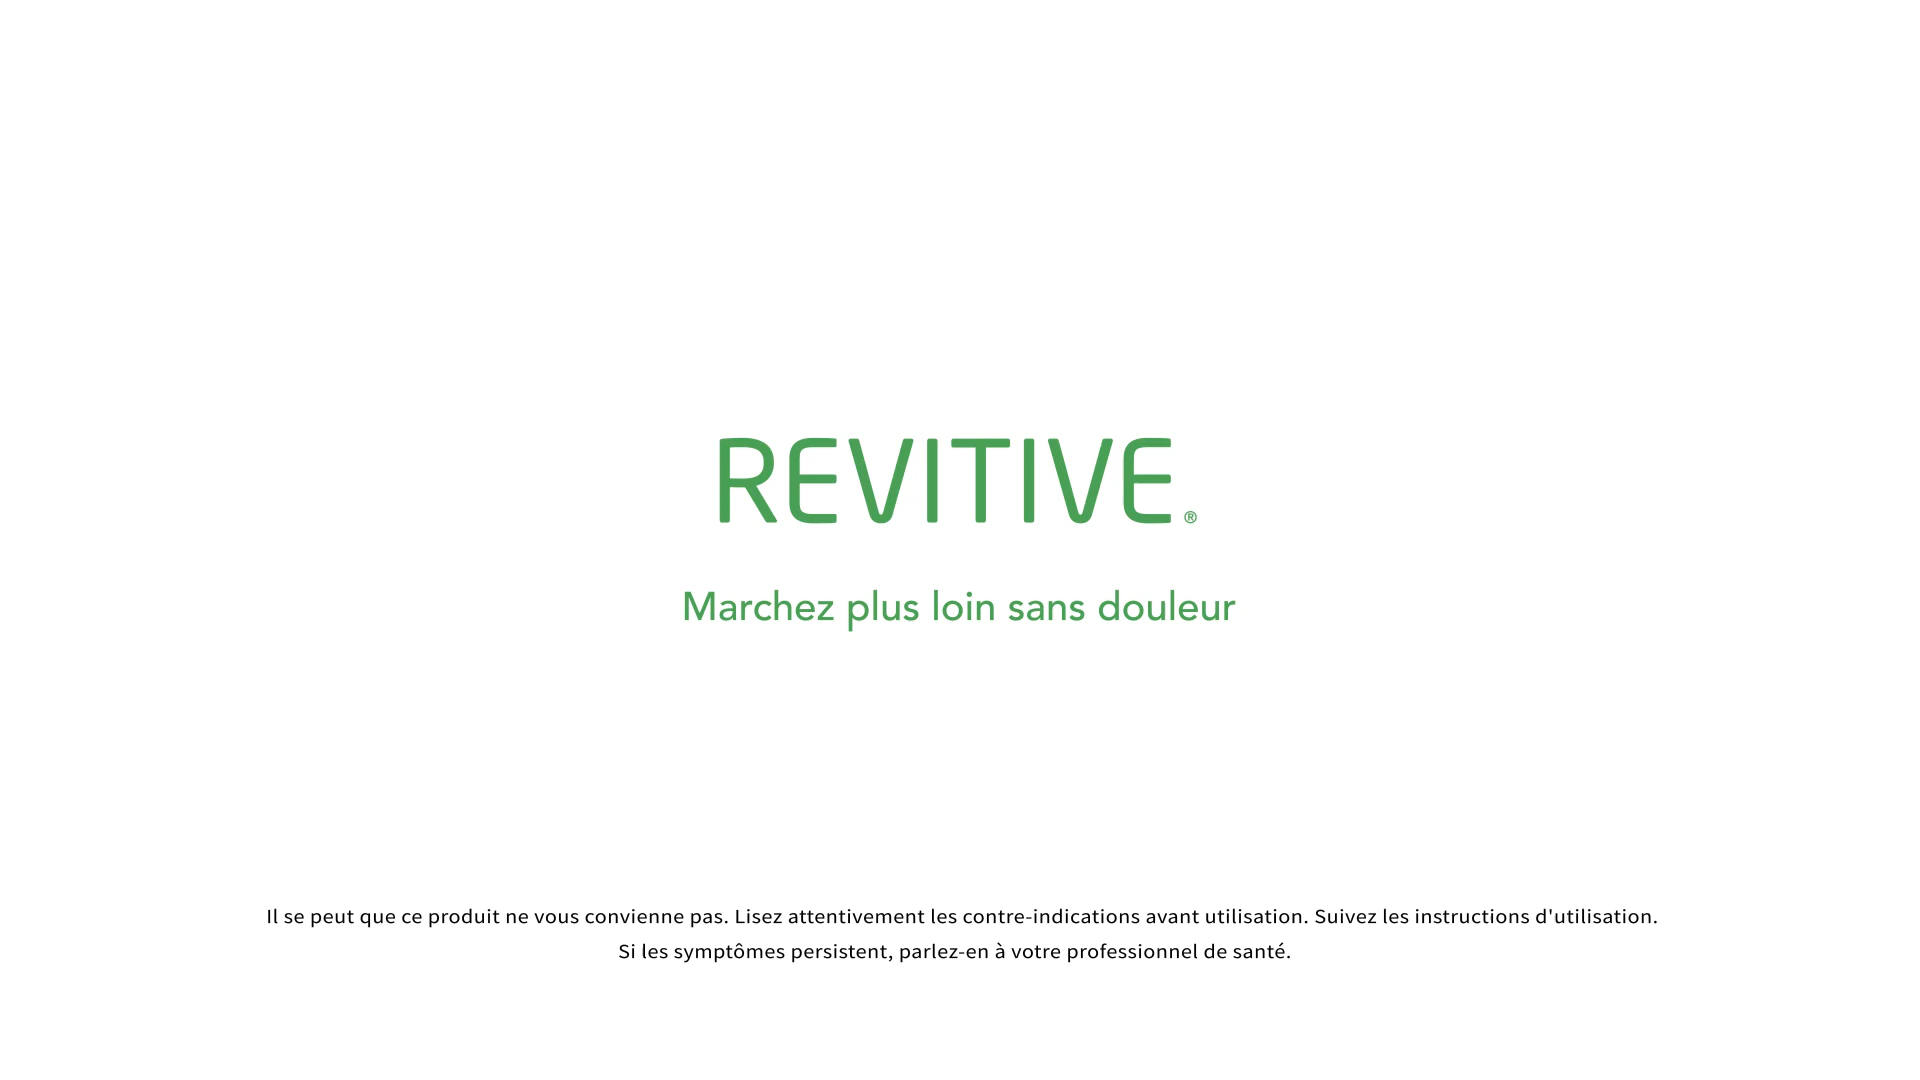 REVITIVE®
Marchez plus loin sans douleur
Il se peut que ce produit ne vous convienne pas. Lisez attentivement les contre-indications avant utilisation. Suivez les instructions d'utilisation.
Si les symptômes persistent, parlez-en à votre professionnel de santé.